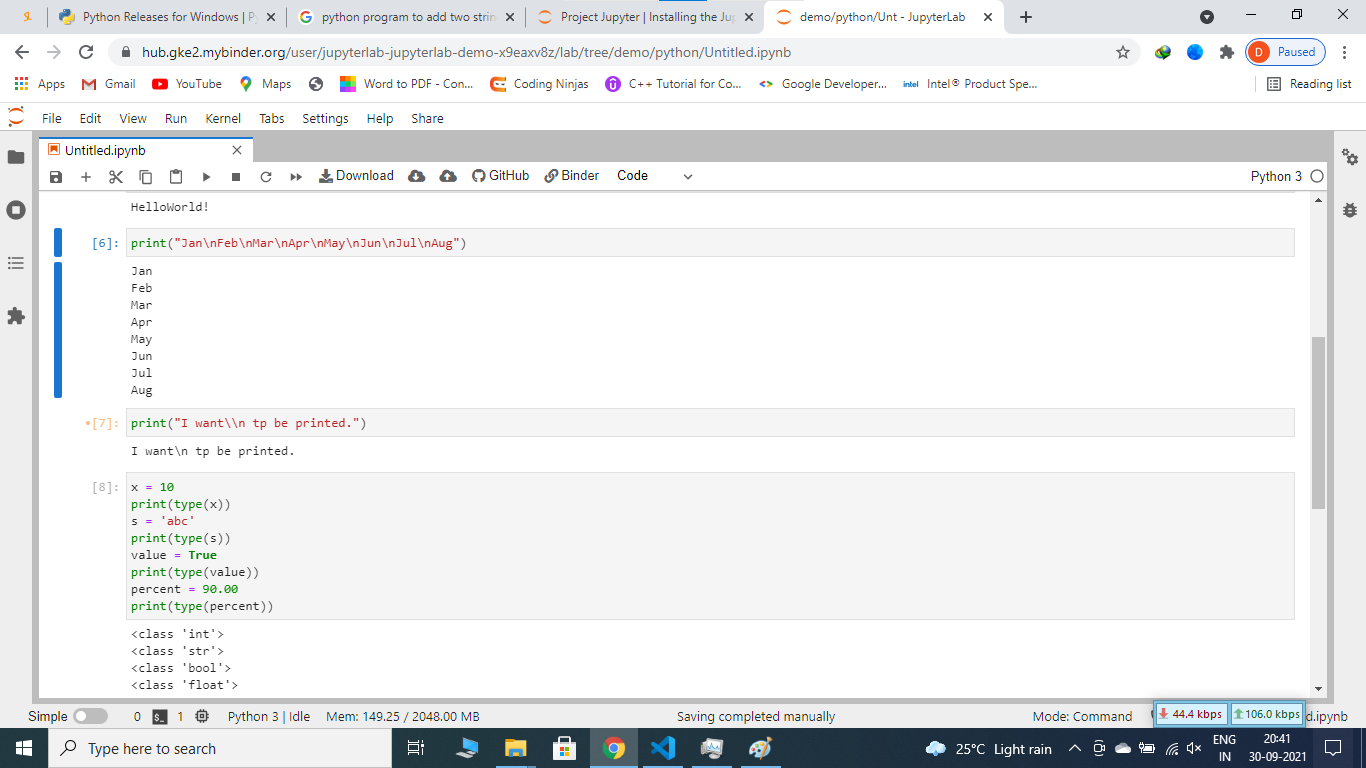 Python Releases for Windows | Py
python program to add two strin
Project Jupyter | Installing the Jup
demo/python/Unt - JupyterLab
hub.gke2.mybinder.org/user/jupyterlab-jupyterlab-demo-x9eaxv8z/lab/tree/demo/python/Untitled.ipynb
D Paused
Apps Gmail YouTube Maps Word to PDF - Con... Coding Ninjas C++ Tutorial for Co... Google Developer... intel Intel® Product Spe... Reading list
File Edit View Run Kernel Tabs Settings Help Share
Untitled.ipynb
Download GitHub Binder Code Python 3
HelloWorld!
[6]: print("Jan\nFeb\nMar\nApr\nMay\nJun\nJul\nAug")
Jan
Feb
Mar
Apr
May
Jun
Jul
Aug
•[7]: print("I want\\n tp be printed.")
I want\n tp be printed.
[8]: x = 10
print(type(x))
s = 'abc'
print(type(s))
value = True
print(type(value))
percent = 90.00
print(type(percent))
<class 'int'>
<class 'str'>
<class 'bool'>
<class 'float'>
Simple 0 $_ 1 Python 3 | Idle Mem: 149.25 / 2048.00 MB Saving completed manually Mode: Command d.ipynb
44.4 kbps 106.0 kbps
Type here to search
25°C Light rain
ENG
IN
20:41
30-09-2021